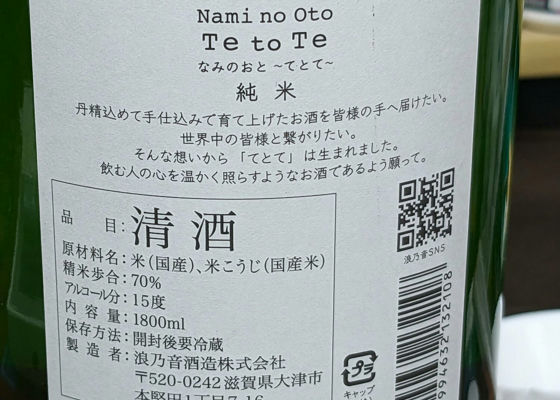 Nami no Oto
Te to Te
なみのおと ～てとて～
純 米
丹精込めて手仕込みで育て上げたお酒を皆様の手へ届けたい。
世界中の皆様と繋がりたい。
そんな想いから「てとて」は生まれました。
飲む人の心を温かく照らすようなお酒であるよう願って。
品 目：清 酒
原材料名：米（国産）、米こうじ（国産米）
精米歩合：70%
アルコール分：15度
内 容 量：1800ml
保存方法：開封後要冷蔵
製 造 者：浪乃音酒造株式会社
〒520-0242 滋賀県大津市
本堅田1丁目7-16
浪乃音SNS
994632132108
キャップ